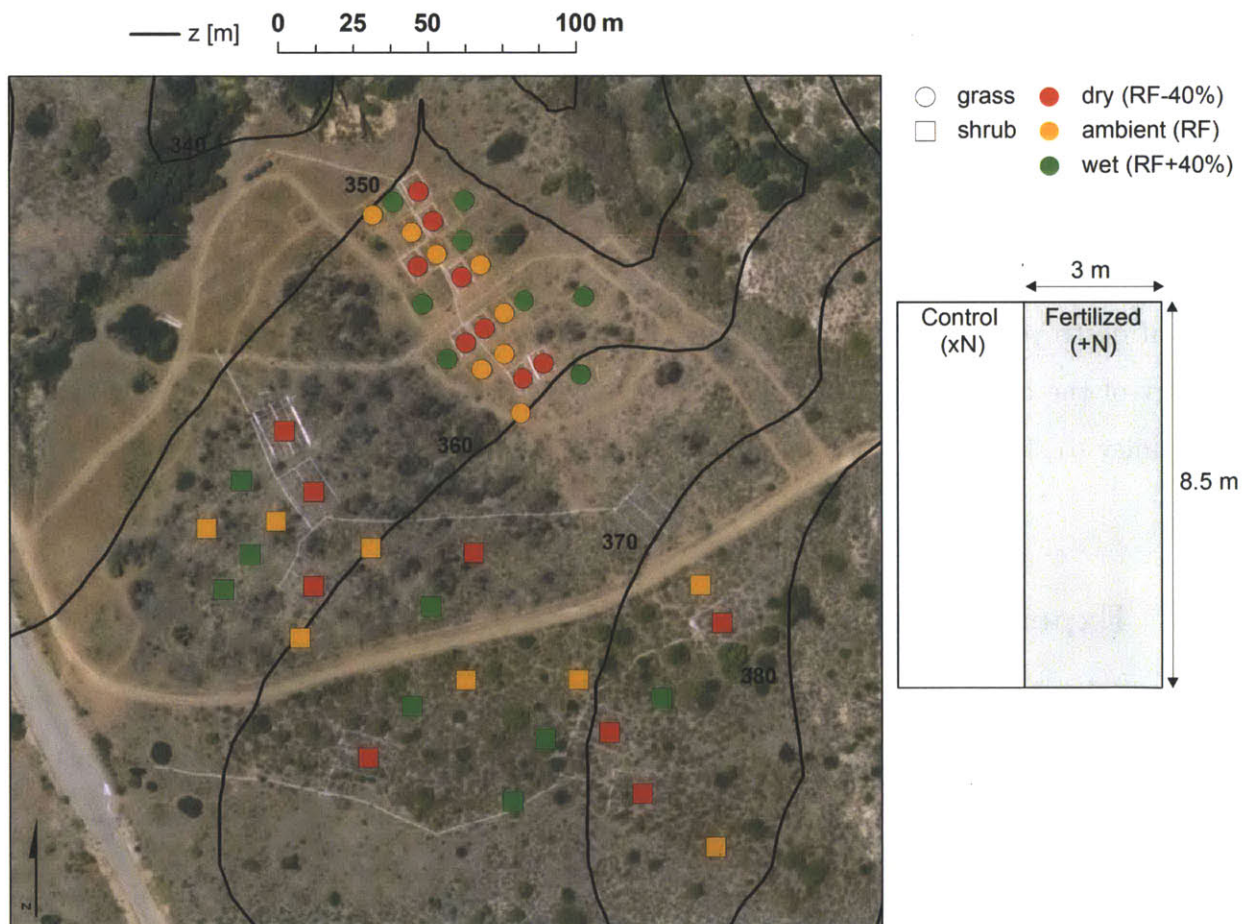 z [m]
0 25 50 100 m
grass
shrub
dry (RF-40%)
ambient (RF)
wet (RF+40%)
340
350
360
370
380
3 m
Control
(xN)
Fertilized
(+N)
8.5 m
z